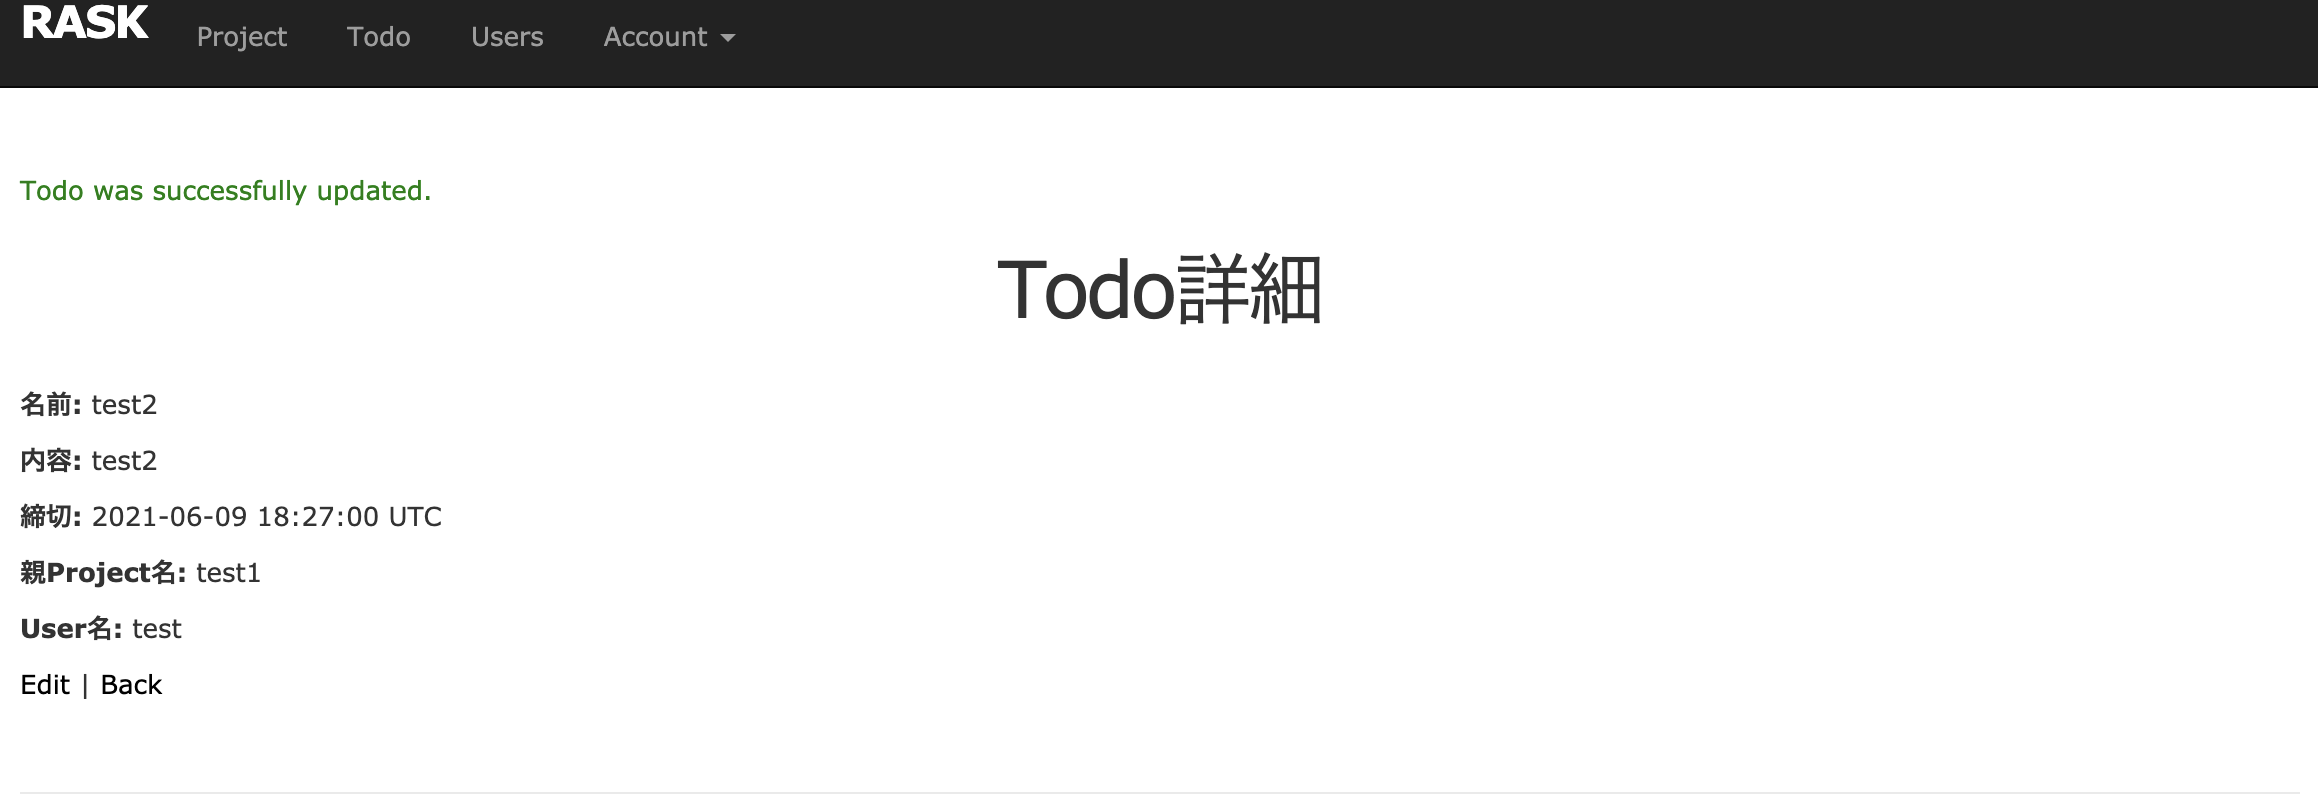 RASK Project Todo Users Account
Todo was successfully updated.
Todo詳細
名前: test2
内容: test2
締切: 2021-06-09 18:27:00 UTC
親Project名: test1
User名: test
Edit | Back